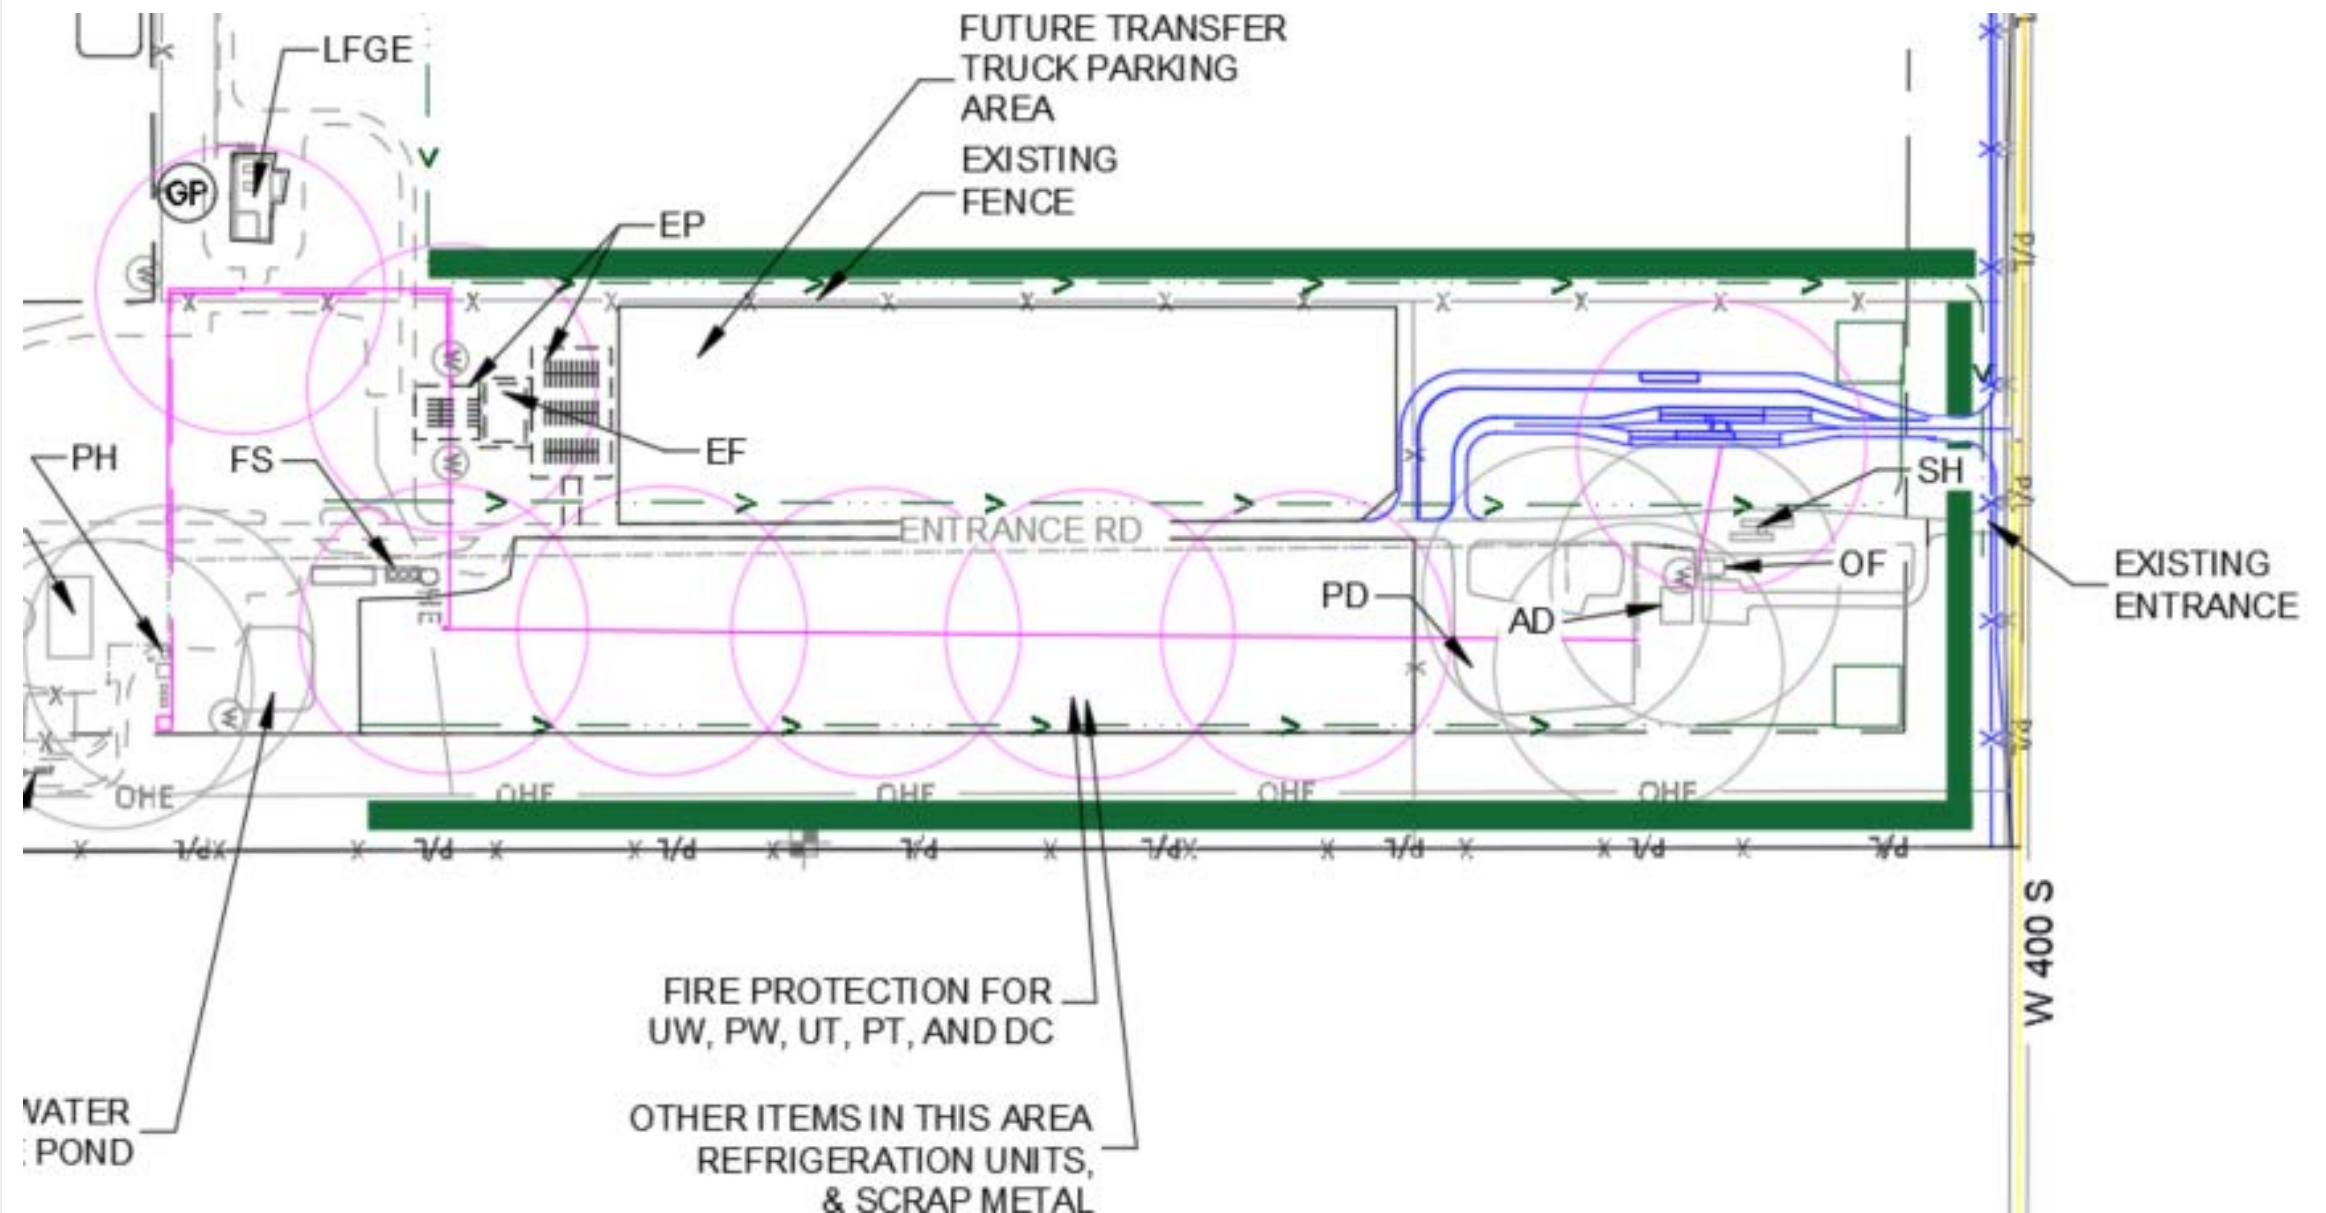 FUTURE TRANSFER
TRUCK PARKING
AREA
LFGE
EXISTING
FENCE
GP
EP
P/L
W
X X X X X X X X X X X X X
W
EF
PH
FS
W
SH
P/L
ENTRANCE RD
EXISTING
ENTRANCE
OF
W
PD
AD
OHE
W
P/L
OHE OHE OHE OHE OHE
X P/L X X P/L X X P/L X P/L X P/L X X P/L X X P/L X P/L
W 400 S
FIRE PROTECTION FOR
UW, PW, UT, PT, AND DC
WATER
POND
OTHER ITEMS IN THIS AREA
REFRIGERATION UNITS,
& SCRAP METAL